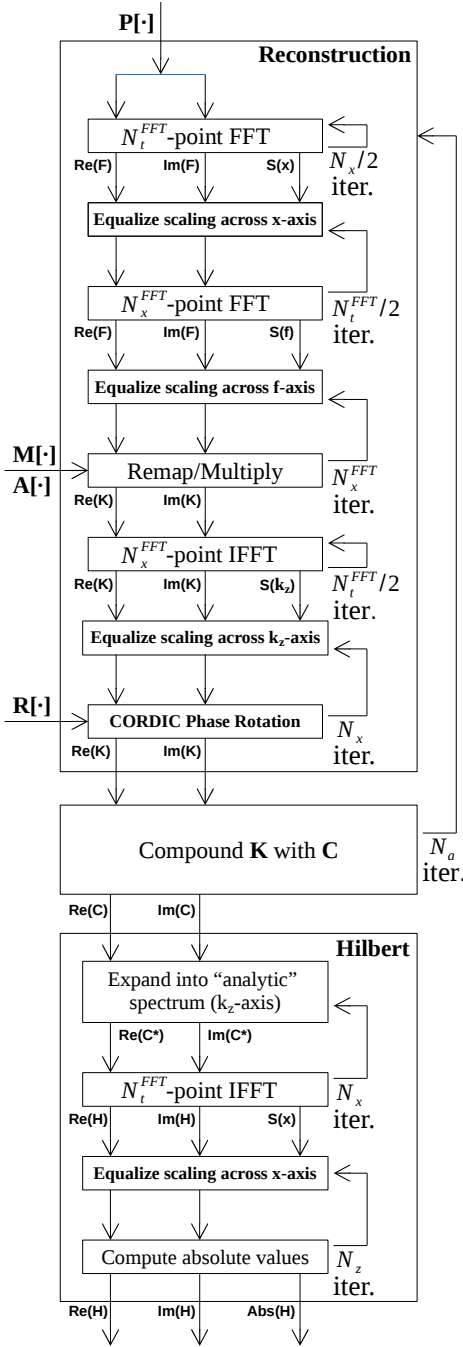 P[·]
Reconstruction
N_t^{FFT}-point FFT
N_x/2
iter.
Re(F) Im(F) S(x)
Equalize scaling across x-axis
N_x^{FFT}-point FFT
N_t^{FFT}/2
iter.
Re(F) Im(F) S(f)
Equalize scaling across f-axis
M[·]
A[·]
Remap/Multiply
N_x^{FFT}
iter.
Re(K) Im(K)
N_x^{FFT}-point IFFT
N_t^{FFT}/2
iter.
Re(K) Im(K) S(k_z)
Equalize scaling across k_z-axis
R[·]
CORDIC Phase Rotation
N_x
iter.
Re(K) Im(K)
Compound K with C
N_a
iter.
Re(C) Im(C)
Hilbert
Expand into “analytic”
spectrum (k_z-axis)
Re(C*) Im(C*)
N_t^{FFT}-point IFFT
N_x
iter.
Re(H) Im(H) S(x)
Equalize scaling across x-axis
Compute absolute values
N_z
iter.
Re(H) Im(H) Abs(H)